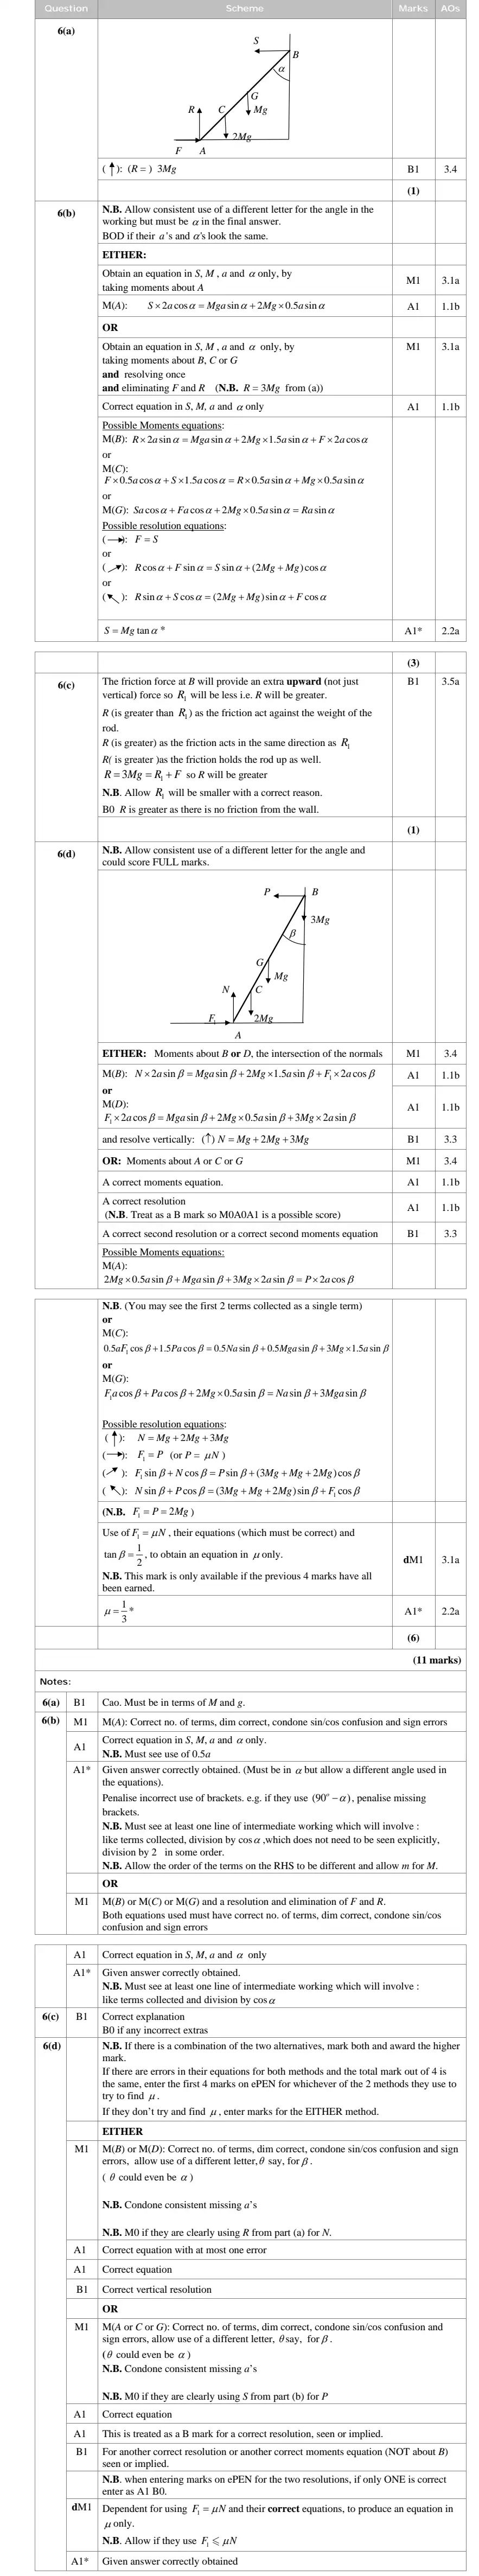 Question Scheme Marks AOs
6(a)
S
B
α
G
R C Mg
2Mg
F A
(↑): (R = ) 3Mg B1 3.4
(1)
6(b) N.B. Allow consistent use of a different letter for the angle in the
working but must be α in the final answer.
BOD if their a's and α's look the same.
EITHER:
Obtain an equation in S, M, a and α only, by
taking moments about A M1 3.1a
M(A): S × 2a cos α = Mga sin α + 2Mg × 0.5a sin α A1 1.1b
OR
Obtain an equation in S, M, a and α only, by M1 3.1a
taking moments about B, C or G
and resolving once
and eliminating F and R (N.B. R = 3Mg from (a))
Correct equation in S, M, a and α only A1 1.1b
Possible Moments equations:
M(B): R × 2a sin α = Mga sin α + 2Mg × 1.5a sin α + F × 2a cos α
or
M(C):
F × 0.5a cos α + S × 1.5a cos α = R × 0.5a sin α + Mg × 0.5a sin α
or
M(G): Sa cos α + Fa cos α + 2Mg × 0.5a sin α = Ra sin α
Possible resolution equations:
(→): F = S
or
(↗): R cos α + F sin α = S sin α + (2Mg + Mg) cos α
or
(↖): R sin α + S cos α = (2Mg + Mg) sin α + F cos α
S = Mg tan α * A1* 2.2a
(3)
6(c) The friction force at B will provide an extra upward (not just B1 3.5a
vertical) force so R₁ will be less i.e. R will be greater.
R (is greater than R₁) as the friction act against the weight of the
rod.
R (is greater) as the friction acts in the same direction as R₁
R( is greater )as the friction holds the rod up as well.
R = 3Mg = R₁ + F so R will be greater
N.B. Allow R₁ will be smaller with a correct reason.
B0 R is greater as there is no friction from the wall.
(1)
6(d) N.B. Allow consistent use of a different letter for the angle and
could score FULL marks.
P B
3Mg
β
G
Mg
N C
F₁ 2Mg
A
EITHER: Moments about B or D, the intersection of the normals M1 3.4
M(B): N × 2a sin β = Mga sin β + 2Mg × 1.5a sin β + F₁ × 2a cos β A1 1.1b
or
M(D): A1 1.1b
F₁ × 2a cos β = Mga sin β + 2Mg × 0.5a sin β + 3Mg × 2a sin β
and resolve vertically: (↑) N = Mg + 2Mg + 3Mg B1 3.3
OR: Moments about A or C or G M1 3.4
A correct moments equation. A1 1.1b
A correct resolution
(N.B. Treat as a B mark so M0A0A1 is a possible score) A1 1.1b
A correct second resolution or a correct second moments equation B1 3.3
Possible Moments equations:
M(A):
2Mg × 0.5a sin β + Mga sin β + 3Mg × 2a sin β = P × 2a cos β
N.B. (You may see the first 2 terms collected as a single term)
or
M(C):
0.5aF₁ cos β + 1.5Pa cos β = 0.5Na sin β + 0.5Mga sin β + 3Mg × 1.5a sin β
or
M(G):
F₁a cos β + Pa cos β + 2Mg × 0.5a sin β = Na sin β + 3Mga sin β
Possible resolution equations:
(↑): N = Mg + 2Mg + 3Mg
(→): F₁ = P (or P = μN )
(↗): F₁ sin β + N cos β = P sin β + (3Mg + Mg + 2Mg) cos β
(↖): N sin β + P cos β = (3Mg + Mg + 2Mg) sin β + F₁ cos β
(N.B. F₁ = P = 2Mg )
Use of F₁ = μN , their equations (which must be correct) and
tan β = 1/2, to obtain an equation in μ only. dM1 3.1a
N.B. This mark is only available if the previous 4 marks have all
been earned.
μ = 1/3 * A1* 2.2a
(6)
(11 marks)
Notes:
6(a) B1 Cao. Must be in terms of M and g.
6(b) M1 M(A): Correct no. of terms, dim correct, condone sin/cos confusion and sign errors
A1 Correct equation in S, M, a and α only.
N.B. Must see use of 0.5a
A1* Given answer correctly obtained. (Must be in α but allow a different angle used in
the equations).
Penalise incorrect use of brackets. e.g. if they use (90° − α), penalise missing
brackets.
N.B. Must see at least one line of intermediate working which will involve :
like terms collected, division by cos α ,which does not need to be seen explicitly,
division by 2 in some order.
N.B. Allow the order of the terms on the RHS to be different and allow m for M.
OR
M1 M(B) or M(C) or M(G) and a resolution and elimination of F and R.
Both equations used must have correct no. of terms, dim correct, condone sin/cos
confusion and sign errors
A1 Correct equation in S, M, a and α only
A1* Given answer correctly obtained.
N.B. Must see at least one line of intermediate working which will involve :
like terms collected and division by cos α
6(c) B1 Correct explanation
B0 if any incorrect extras
6(d) N.B. If there is a combination of the two alternatives, mark both and award the higher
mark.
If there are errors in their equations for both methods and the total mark out of 4 is
the same, enter the first 4 marks on ePEN for whichever of the 2 methods they use to
try to find μ .
If they don't try and find μ , enter marks for the EITHER method.
EITHER
M1 M(B) or M(D): Correct no. of terms, dim correct, condone sin/cos confusion and sign
errors, allow use of a different letter, θ say, for β .
( θ could even be α )
N.B. Condone consistent missing a's
N.B. M0 if they are clearly using R from part (a) for N.
A1 Correct equation with at most one error
A1 Correct equation
B1 Correct vertical resolution
OR
M1 M(A or C or G): Correct no. of terms, dim correct, condone sin/cos confusion and
sign errors, allow use of a different letter, θ say, for β .
(θ could even be α )
N.B. Condone consistent missing a's
N.B. M0 if they are clearly using S from part (b) for P
A1 Correct equation
A1 This is treated as a B mark for a correct resolution, seen or implied.
B1 For another correct resolution or another correct moments equation (NOT about B)
seen or implied.
N.B. when entering marks on ePEN for the two resolutions, if only ONE is correct
enter as A1 B0.
dM1 Dependent for using F₁ = μN and their correct equations, to produce an equation in
μ only.
N.B. Allow if they use F₁ ⩽ μN
A1* Given answer correctly obtained